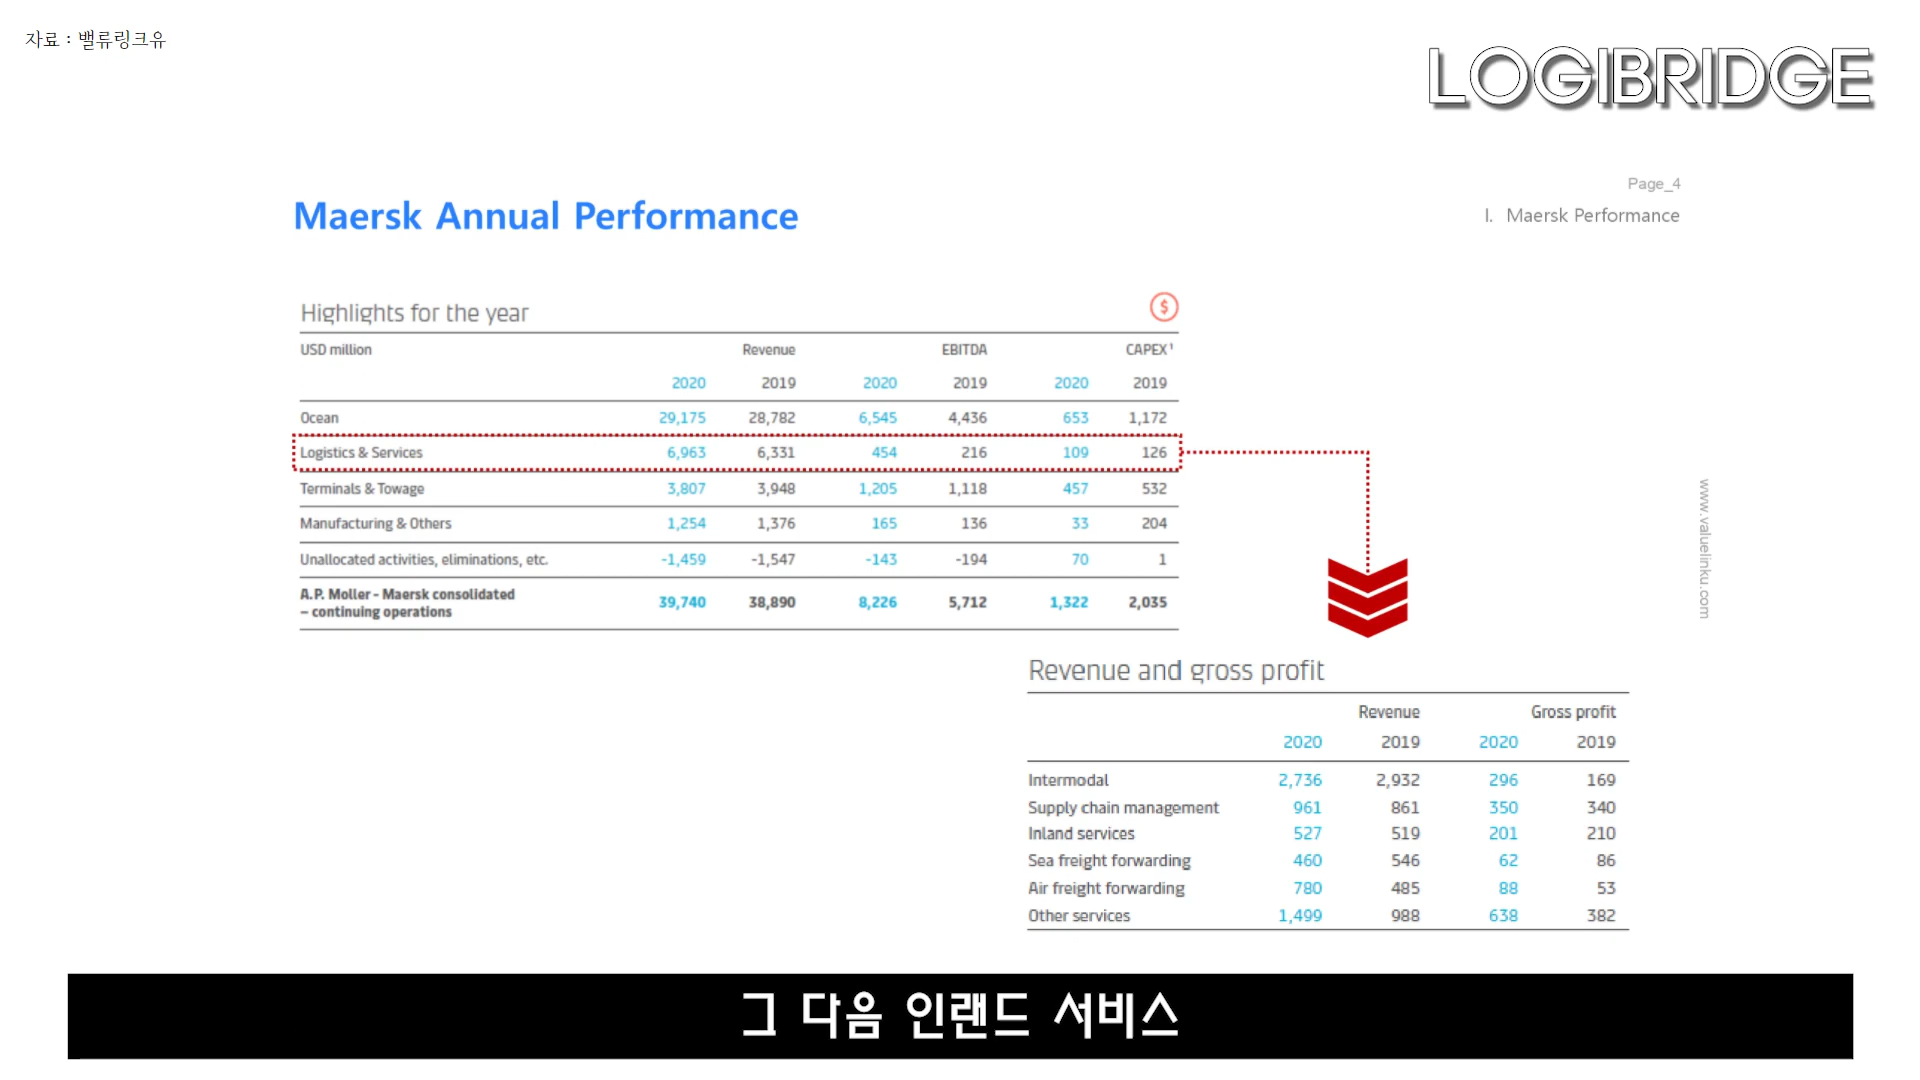 자료 : 밸류링크유
LOGIBRIDGE
Page_4
Maersk Annual Performance
I. Maersk Performance
Highlights for the year
$
USD million Revenue EBITDA CAPEX¹
2020 2019 2020 2019 2020 2019
Ocean 29,175 28,782 6,545 4,436 653 1,172
Logistics & Services 6,963 6,331 454 216 109 126
Terminals & Towage 3,807 3,948 1,205 1,118 457 532
Manufacturing & Others 1,254 1,376 165 136 33 204
Unallocated activities, eliminations, etc. -1,459 -1,547 -143 -194 70 1
A.P. Moller - Maersk consolidated
– continuing operations 39,740 38,890 8,226 5,712 1,322 2,035
www.valuelinku.com
Revenue and gross profit
Revenue Gross profit
2020 2019 2020 2019
Intermodal 2,736 2,932 296 169
Supply chain management 961 861 350 340
Inland services 527 519 201 210
Sea freight forwarding 460 546 62 86
Air freight forwarding 780 485 88 53
Other services 1,499 988 638 382
그 다음 인랜드 서비스